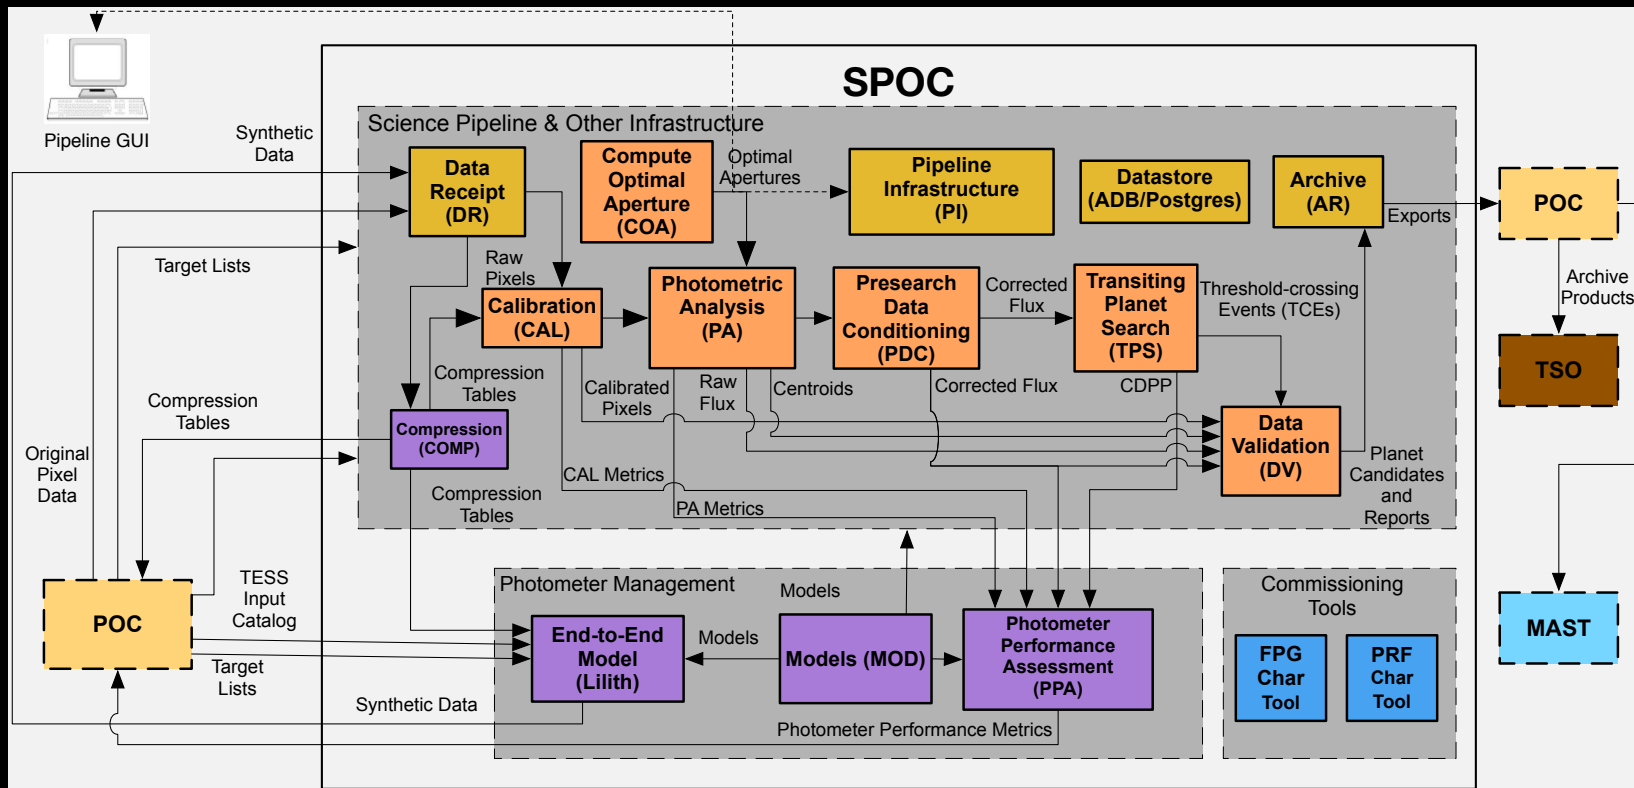 SPOC
Pipeline GUI
Science Pipeline & Other Infrastructure
Synthetic
Data
Data
Receipt
(DR)
Compute
Optimal
Aperture
(COA)
Optimal
Apertures
Pipeline
Infrastructure
(PI)
Datastore
(ADB/Postgres)
Archive
(AR)
Exports
POC
Target Lists
Raw
Pixels
Calibration
(CAL)
Photometric
Analysis
(PA)
Presearch
Data
Conditioning
(PDC)
Corrected
Flux
Transiting
Planet
Search
(TPS)
Threshold-crossing
Events (TCEs)
Archive
Products
TSO
Compression
Tables
Compression
Tables
Calibrated
Pixels
Raw
Flux
Centroids
Corrected Flux
CDPP
Compression
(COMP)
Data
Validation
(DV)
Original
Pixel
Data
CAL Metrics
Compression
Tables
PA Metrics
Planet
Candidates
and
Reports
TESS
Input
Catalog
POC
Target
Lists
Photometer Management
Models
End-to-End
Model
(Lilith)
Models
Models (MOD)
Photometer
Performance
Assessment
(PPA)
Synthetic Data
Photometer Performance Metrics
Commissioning
Tools
FPG
Char
Tool
PRF
Char
Tool
MAST